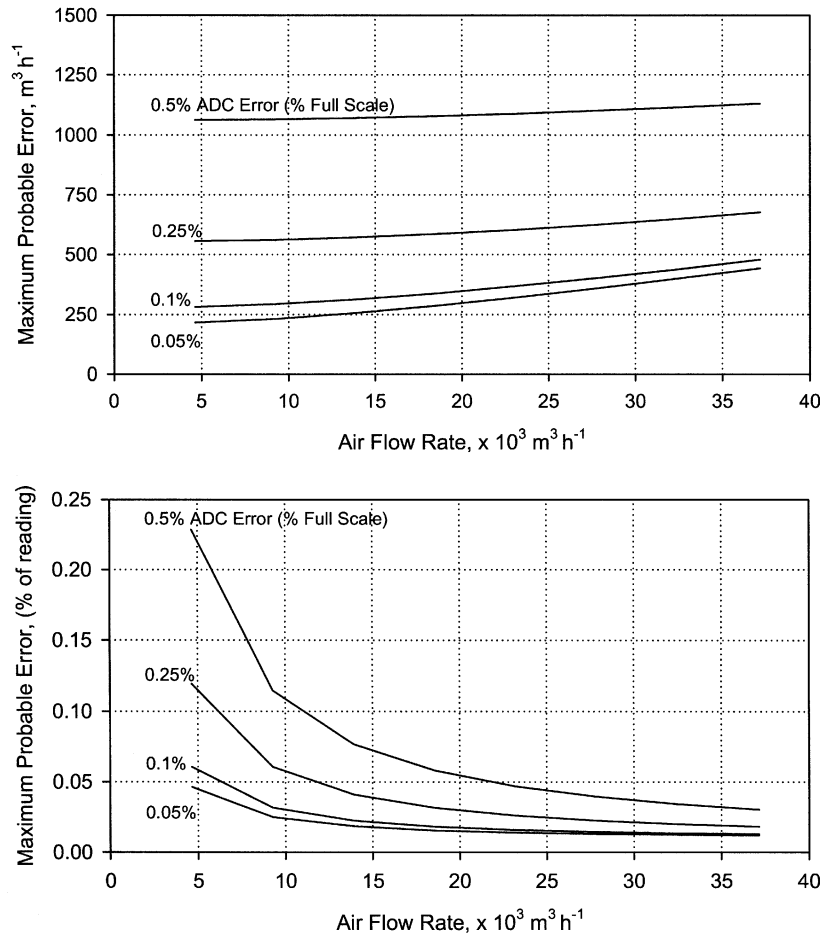 1500
1250
1000
750
500
250
0
Maximum Probable Error, m³ h⁻¹
0.5% ADC Error (% Full Scale)
0.25%
0.1%
0.05%
0 5 10 15 20 25 30 35 40
Air Flow Rate, x 10³ m³ h⁻¹
0.25
0.20
0.15
0.10
0.05
0.00
Maximum Probable Error, (% of reading)
0.5% ADC Error (% Full Scale)
0.25%
0.1%
0.05%
0 5 10 15 20 25 30 35 40
Air Flow Rate, x 10³ m³ h⁻¹